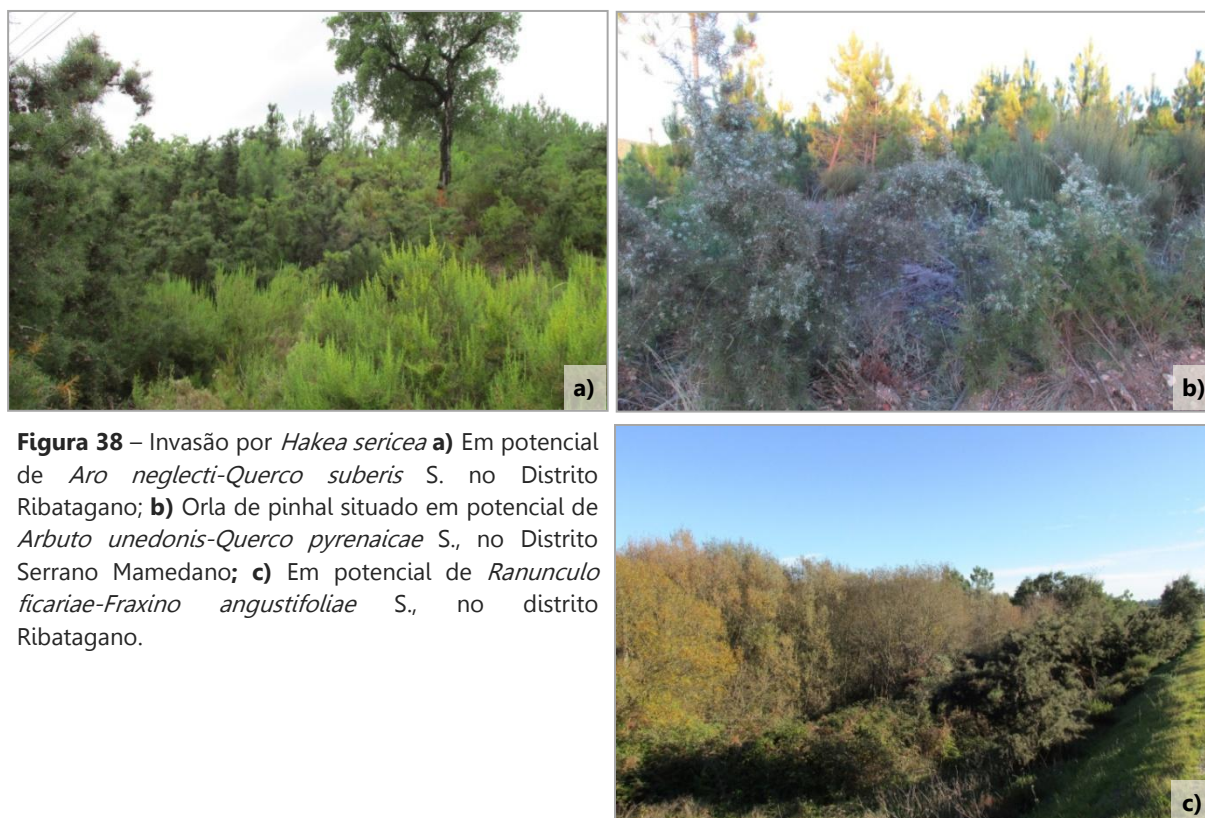 a)
b)
Figura 38 – Invasão por Hakea sericea a) Em potencial
de Aro neglecti-Querco suberis S. no Distrito
Ribatagano; b) Orla de pinhal situado em potencial de
Arbuto unedonis-Querco pyrenaicae S., no Distrito
Serrano Mamedano; c) Em potencial de Ranunculo
ficariae-Fraxino angustifoliae S., no distrito
Ribatagano.
c)